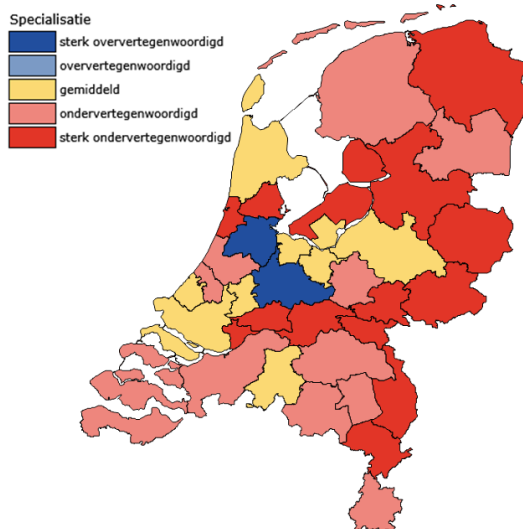 Specialisatie
sterk oververtegenwoordigd
oververtegenwoordigd
gemiddeld
ondervertegenwoordigd
sterk ondervertegenwoordigd